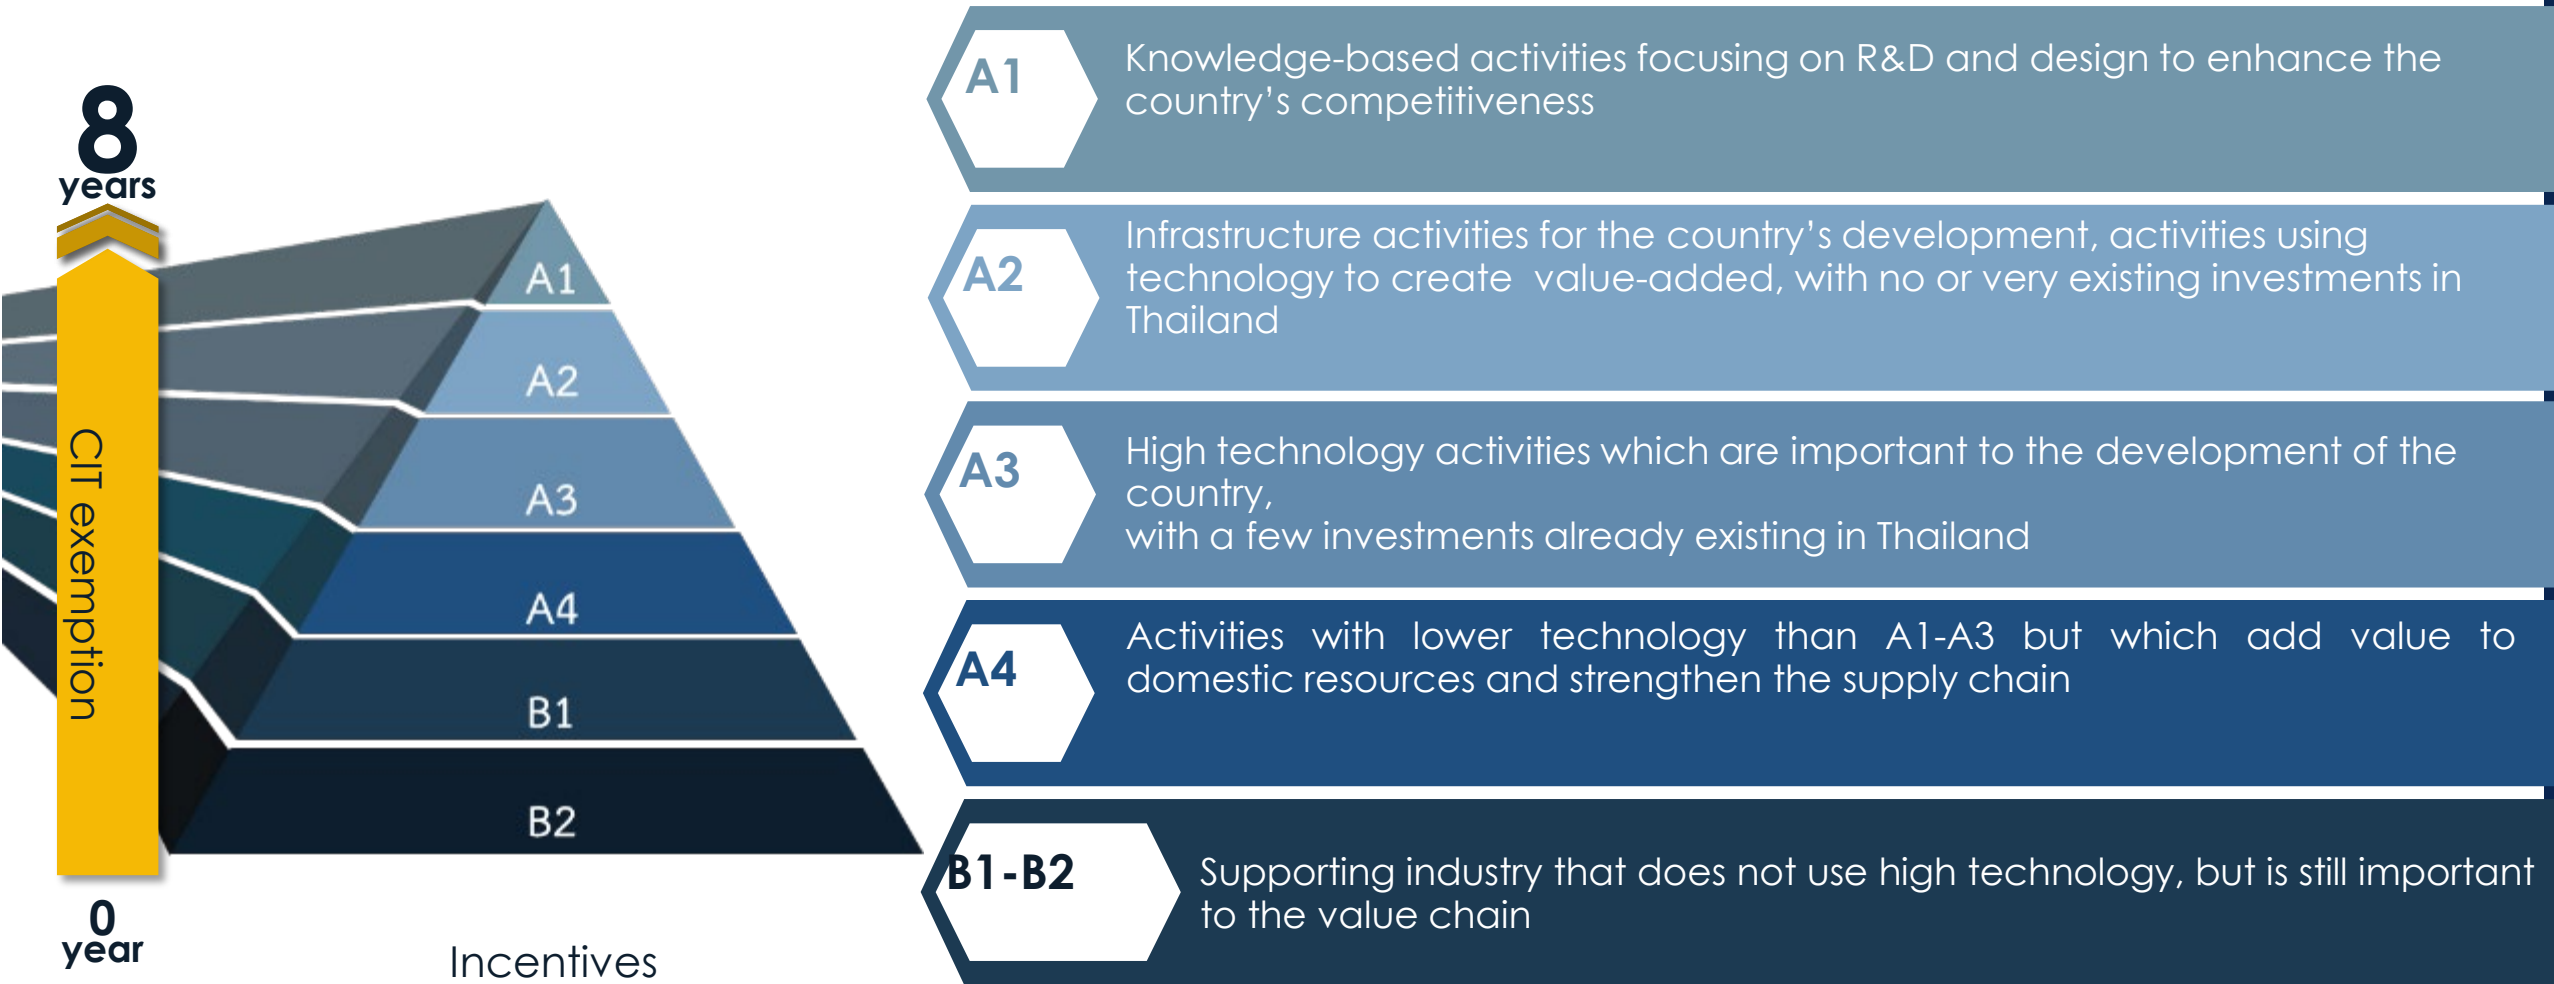 8
years
CIT exemption
0
year
A1
A2
A3
A4
B1
B2
Incentives
A1
Knowledge-based activities focusing on R&D and design to enhance the
country’s competitiveness
A2
Infrastructure activities for the country’s development, activities using
technology to create value-added, with no or very existing investments in
Thailand
A3
High technology activities which are important to the development of the
country,
with a few investments already existing in Thailand
A4
Activities with lower technology than A1-A3 but which add value to
domestic resources and strengthen the supply chain
B1-B2
Supporting industry that does not use high technology, but is still important
to the value chain